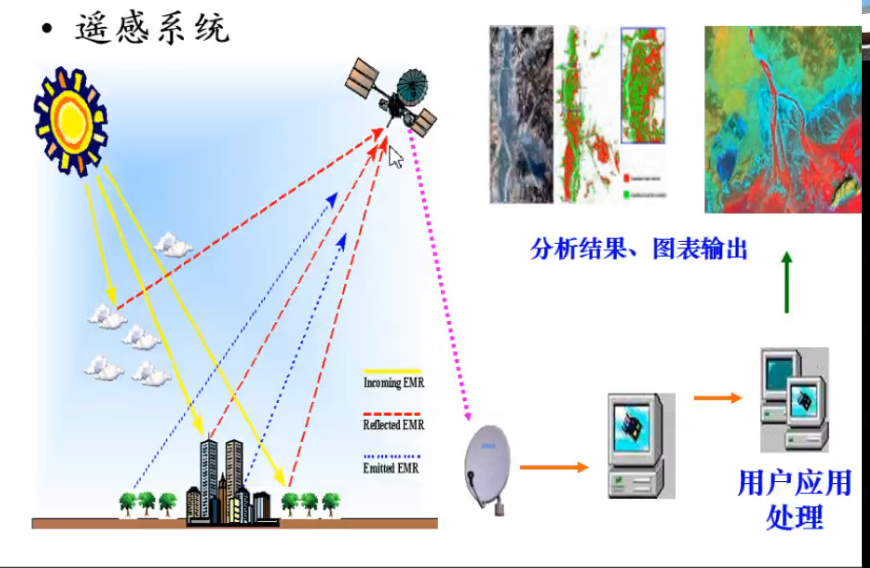 • 遥感系统
分析结果、图表输出
Incoming EMR
Reflected EMR
Emitted EMR
用户应用
处理